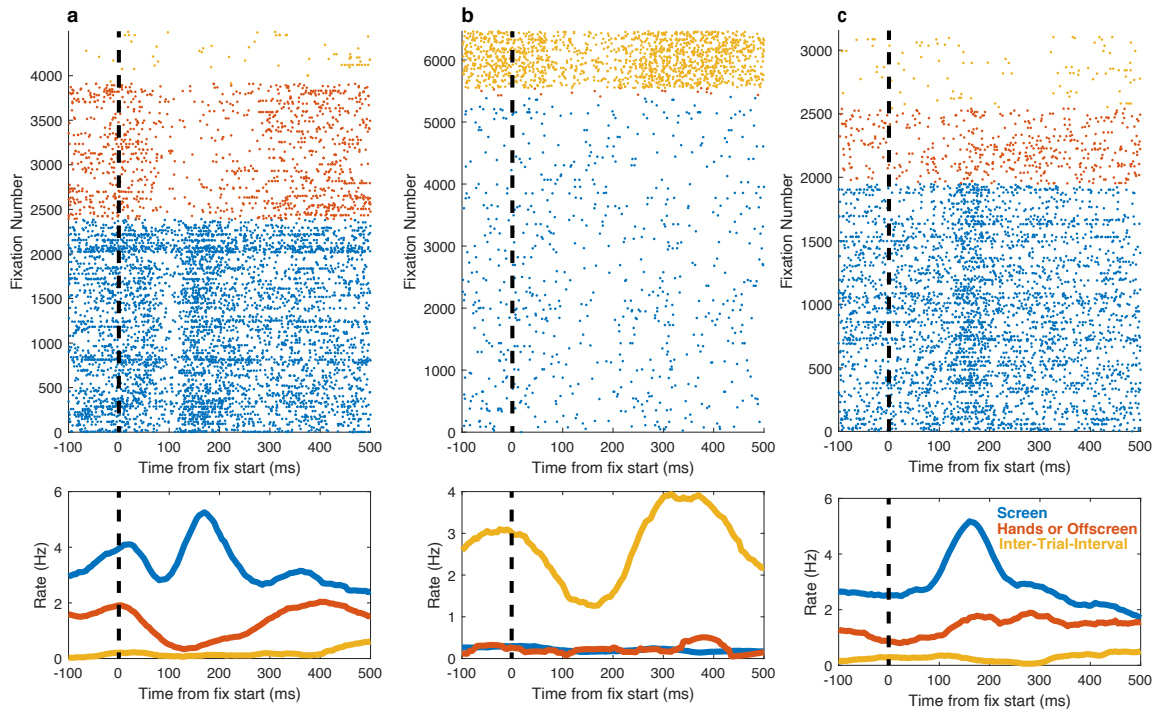 a
b
c
Fixation Number
4000
3500
3000
2500
2000
1500
1000
500
0
-100 0 100 200 300 400 500
Time from fix start (ms)
Fixation Number
6000
5000
4000
3000
2000
1000
0
-100 0 100 200 300 400 500
Time from fix start (ms)
Fixation Number
3000
2500
2000
1500
1000
500
0
-100 0 100 200 300 400 500
Time from fix start (ms)
Rate (Hz)
6
4
2
0
-100 0 100 200 300 400 500
Time from fix start (ms)
Rate (Hz)
4
3
2
1
0
-100 0 100 200 300 400 500
Time from fix start (ms)
Rate (Hz)
6
4
2
0
Screen
Hands or Offscreen
Inter-Trial-Interval
-100 0 100 200 300 400 500
Time from fix start (ms)